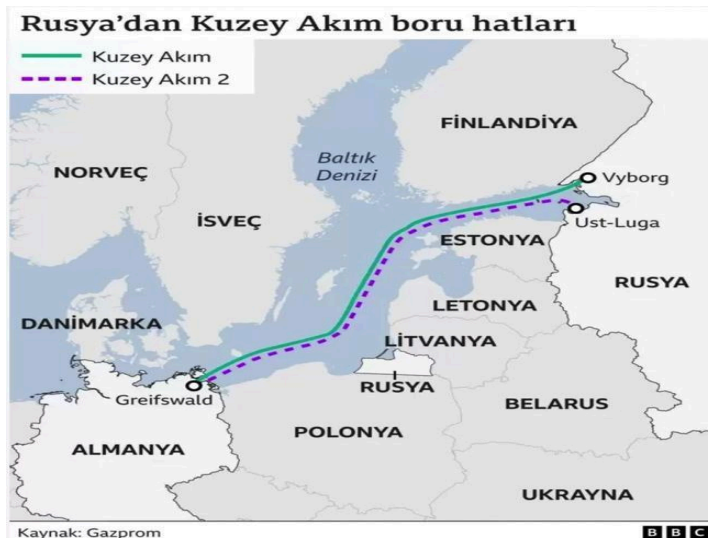 Rusya’dan Kuzey Akım boru hatları
Kuzey Akım
Kuzey Akım 2
FİNLANDİYA
NORVEÇ
Baltık
Denizi
Vyborg
İSVEÇ
Ust-Luga
ESTONYA
RUSYA
LETONYA
DANİMARKA
LİTVANYA
RUSYA
Greifswald
BELARUS
POLONYA
ALMANYA
UKRAYNA
Kaynak: Gazprom
BBC